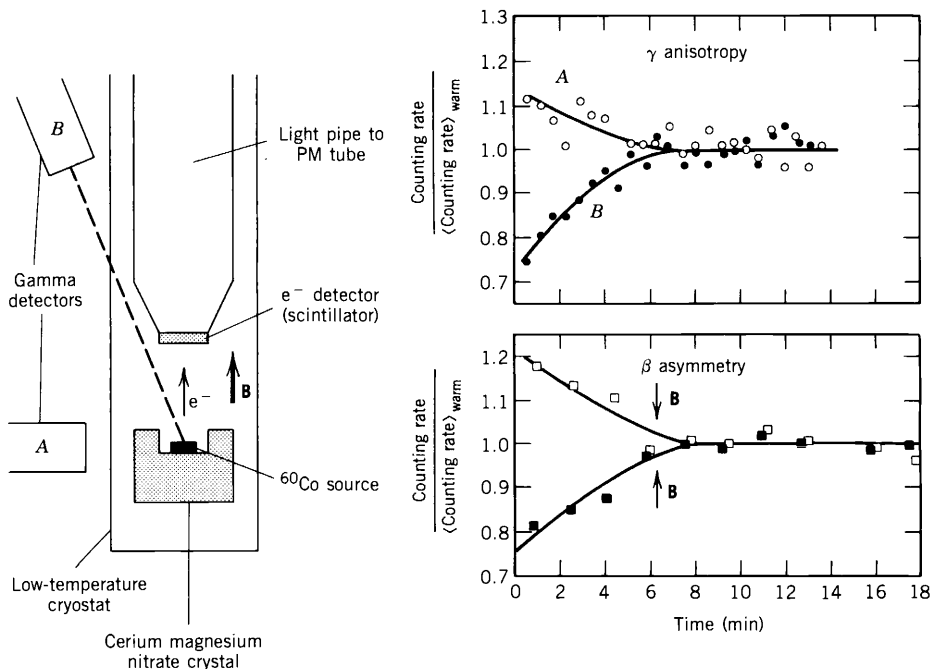 B
Light pipe to
PM tube
Gamma
detectors
e⁻ detector
(scintillator)
e⁻
B
A
⁶⁰Co source
Low-temperature
cryostat
Cerium magnesium
nitrate crystal
1.3
1.2
1.1
1.0
0.9
0.8
0.7
Counting rate
⟨Counting rate⟩ warm
γ anisotropy
A
B
1.2
1.1
1.0
0.9
0.8
0.7
Counting rate
⟨Counting rate⟩ warm
β asymmetry
B
B
0 2 4 6 8 10 12 14 16 18
Time (min)